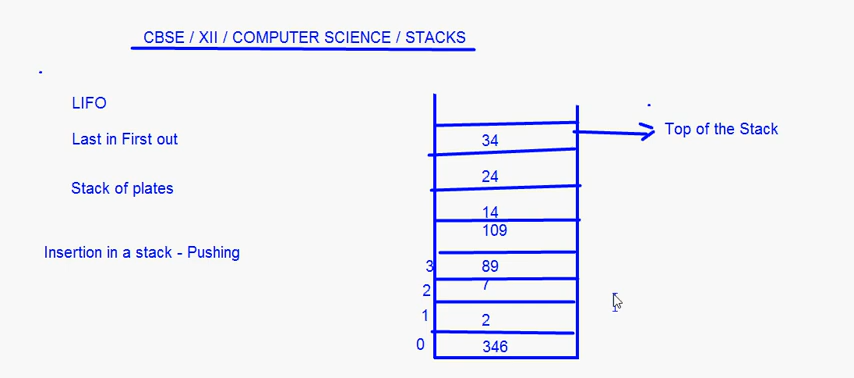 CBSE / XII / COMPUTER SCIENCE / STACKS
LIFO
Last in First out
Stack of plates
Insertion in a stack - Pushing
34
Top of the Stack
24
14
109
3 89
2 7
1 2
0 346